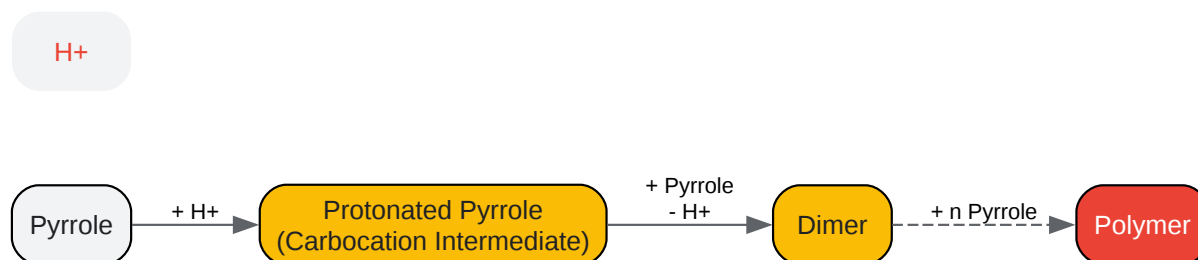 H+
Pyrrole
+ H+
Protonated Pyrrole
(Carbocation Intermediate)
+ Pyrrole
- H+
Dimer
+ n Pyrrole
Polymer